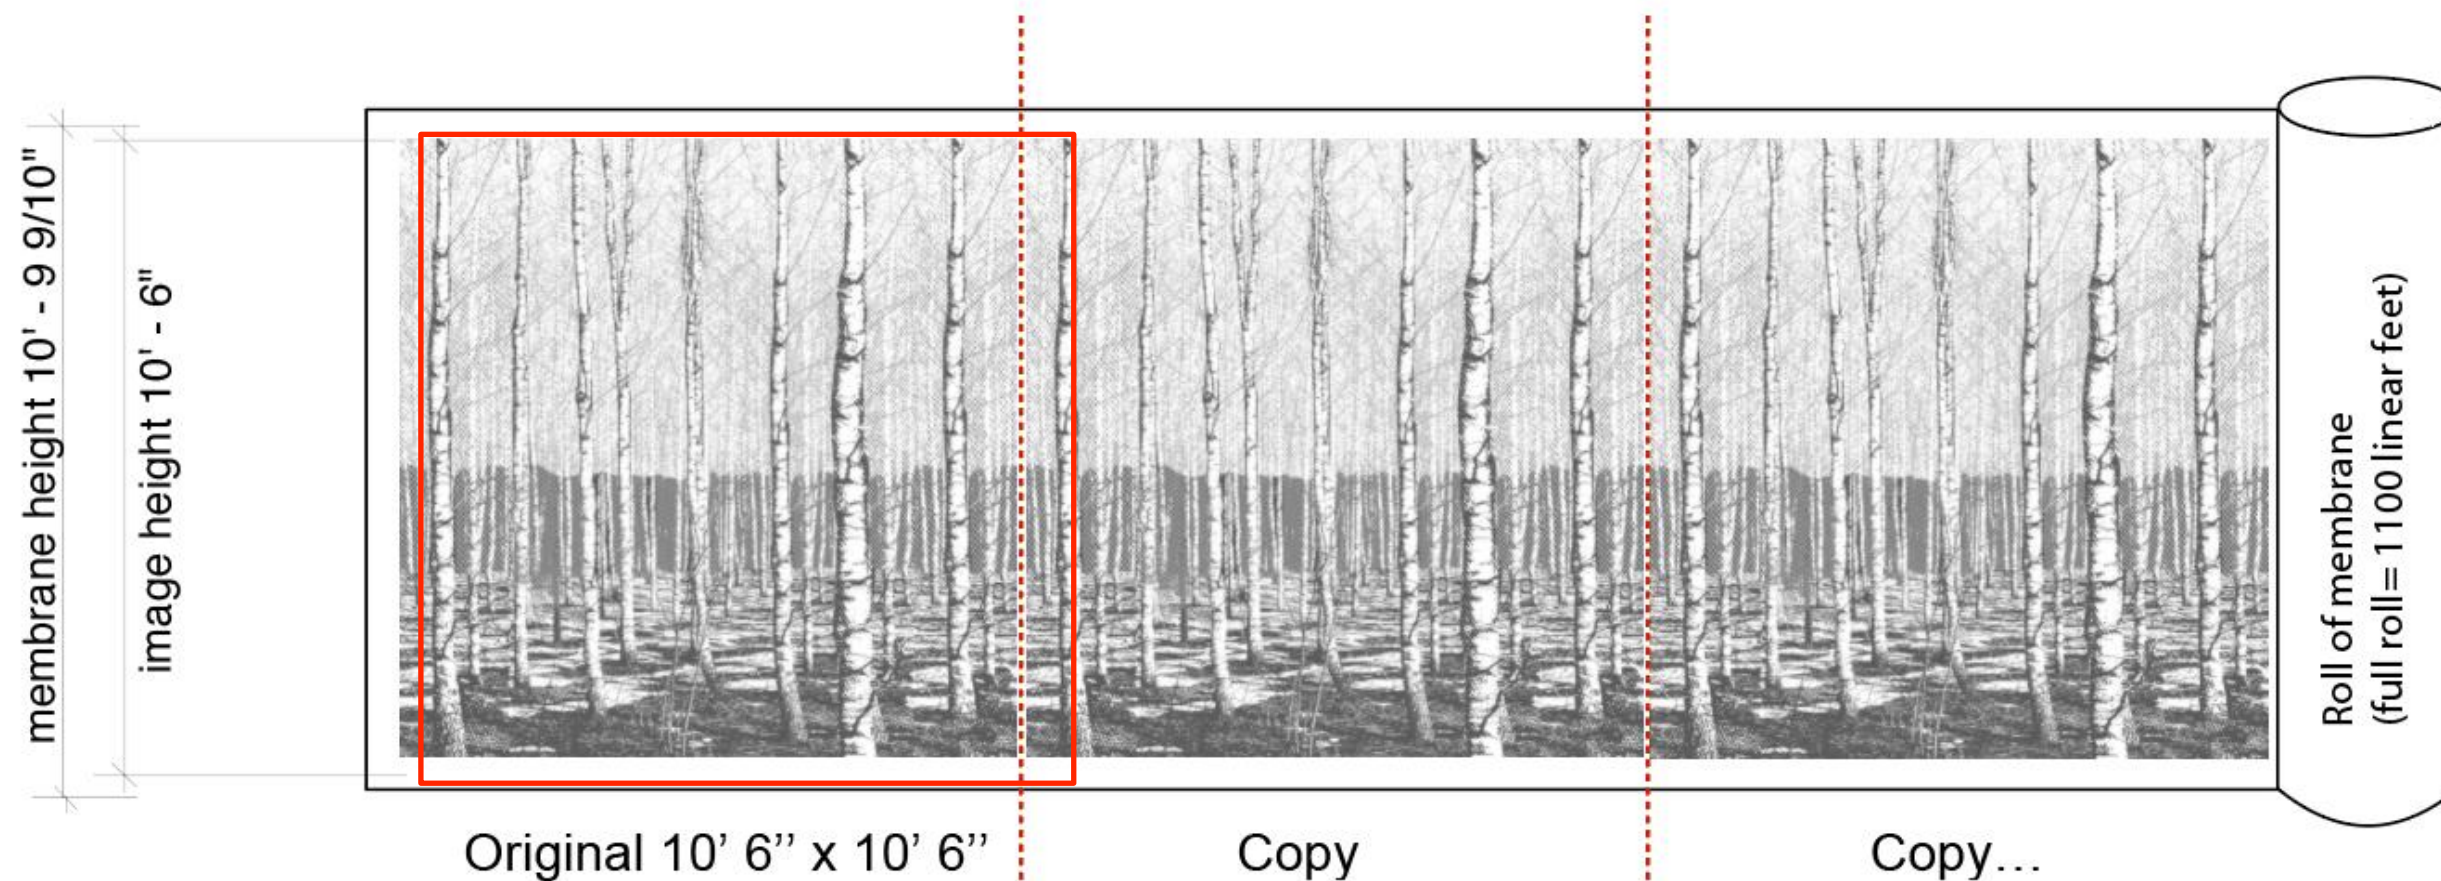 membrane height 10' - 9 9/10"
image height 10' - 6"
Roll of membrane
(full roll= 1100 linear feet)
Original 10’ 6’’ x 10’ 6’’
Copy
Copy…